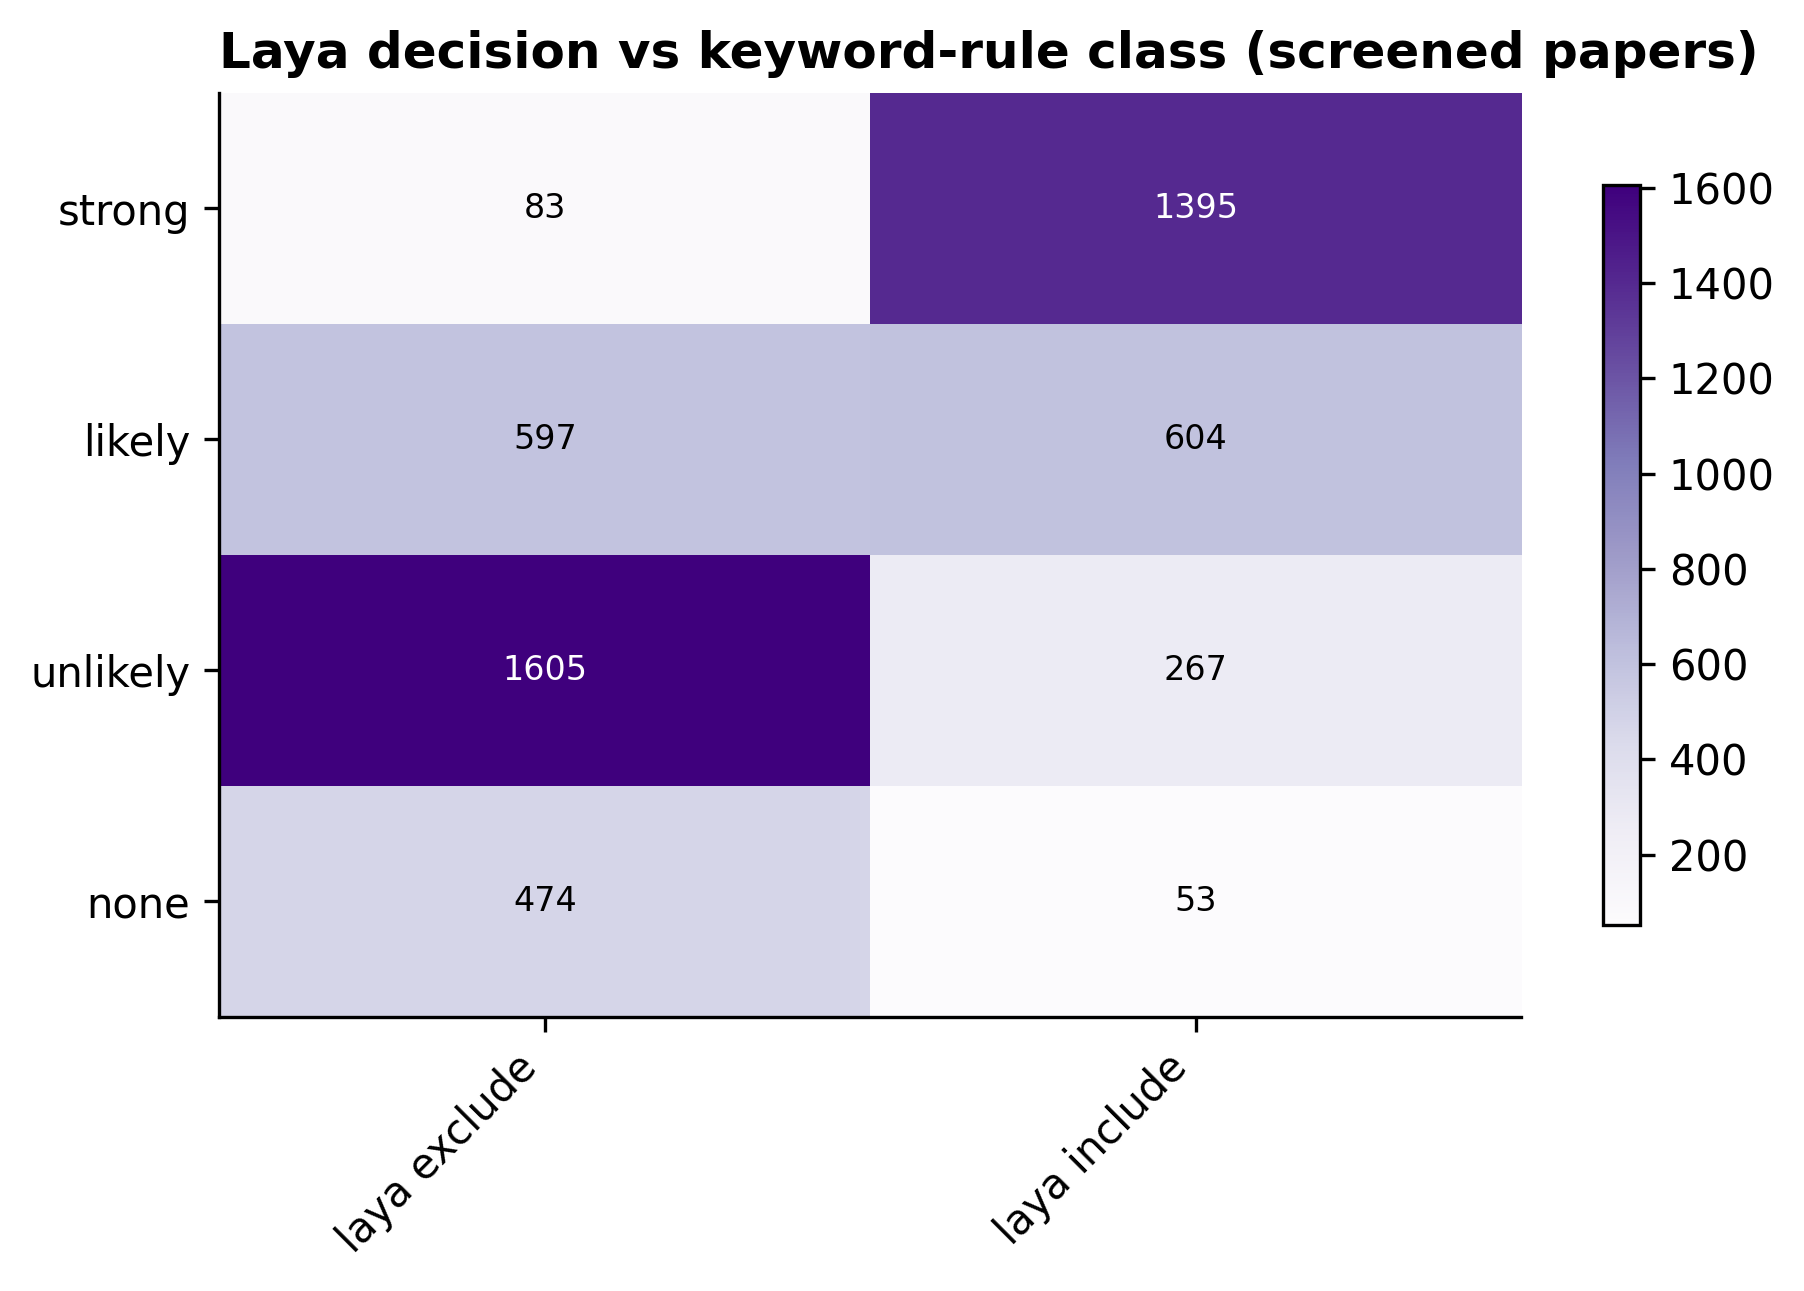 Laya decision vs keyword-rule class (screened papers)
strong
83
1395
likely
597
604
unlikely
1605
267
none
474
53
laya exclude
laya include
1600
1400
1200
1000
800
600
400
200